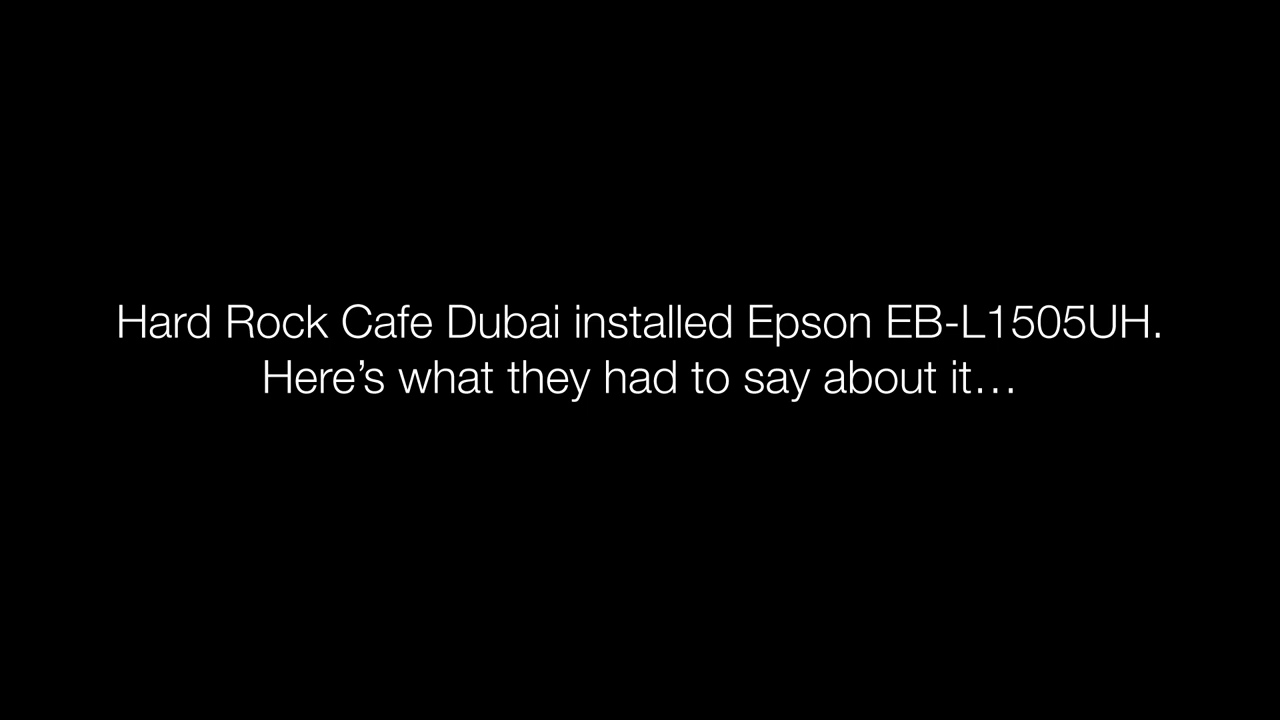 Hard Rock Cafe Dubai installed Epson EB-L1505UH.
Here’s what they had to say about it…